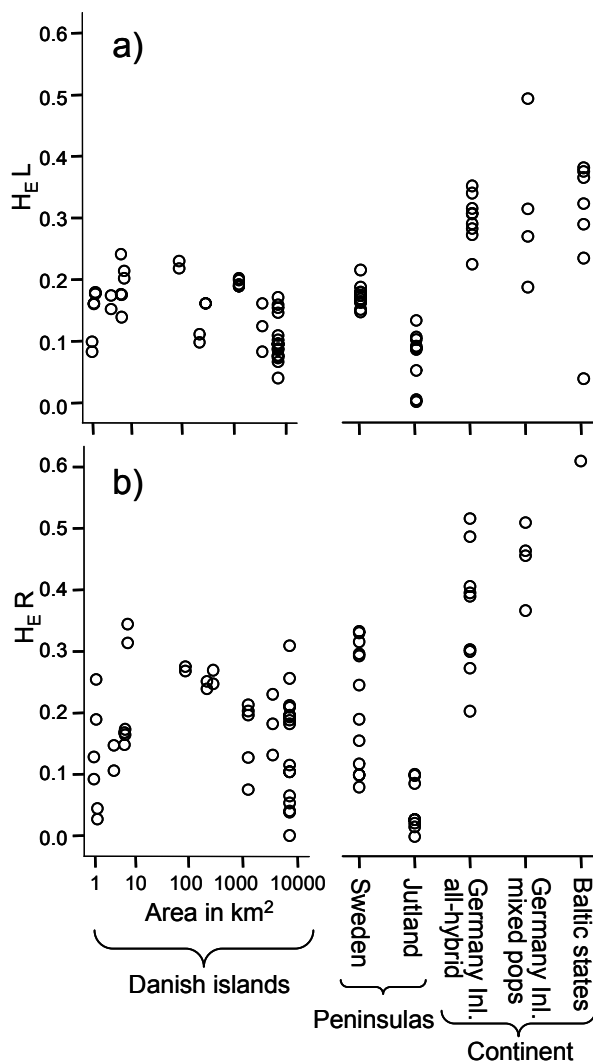 a)
0.6
0.5
0.4
0.3
0.2
0.1
0.0
H_E L
b)
0.6
0.5
0.4
0.3
0.2
0.1
0.0
H_E R
1 10 100 1000 10000
Area in km²
Danish islands
Sweden
Jutland
Germany Inl.
all-hybrid
Germany Inl.
mixed pops
Baltic states
Peninsulas
Continent